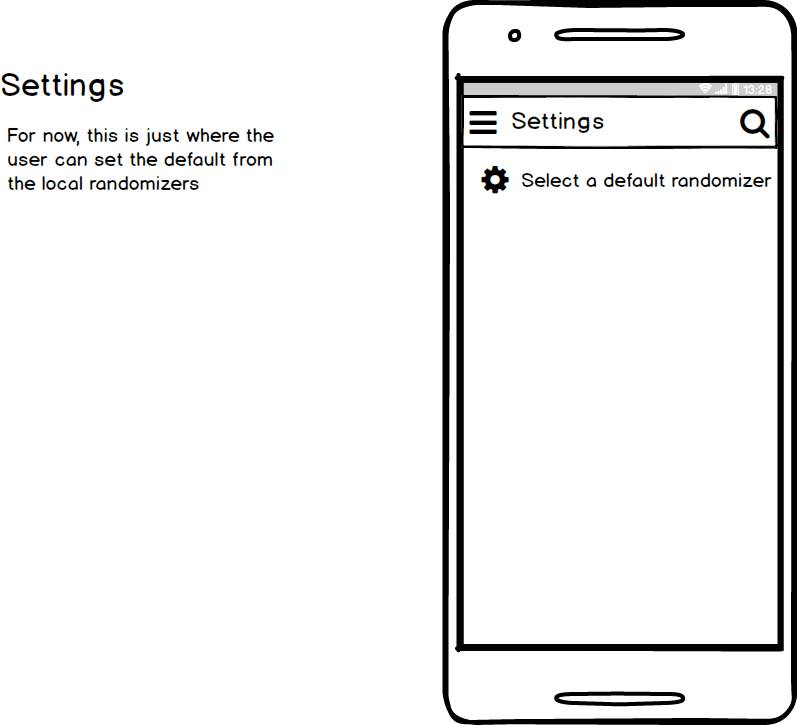 Settings
For now, this is just where the
user can set the default from
the local randomizers
13:28
Settings
Select a default randomizer